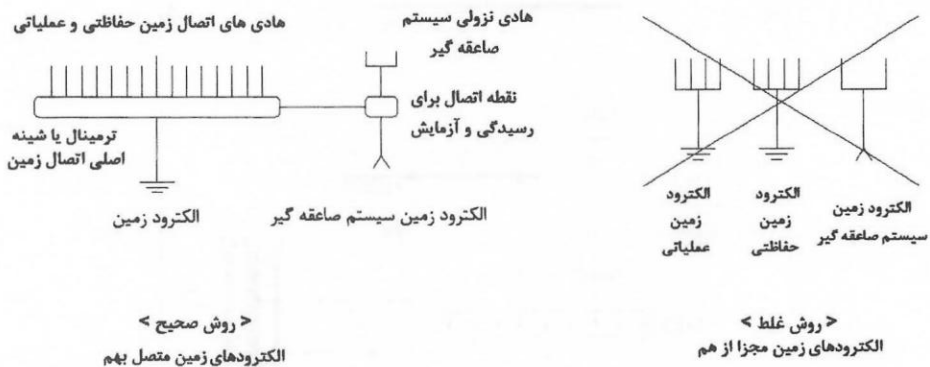 هادی های اتصال زمین حفاظتی و عملیاتی
هادی نزولی سیستم
صاعقه گیر
نقطه اتصال برای
رسیدگی و آزمایش
ترمینال یا شینه
اصلی اتصال زمین
الکترود زمین
الکترود زمین سیستم صاعقه گیر
< روش صحیح >
الکترودهای زمین متصل بهم
الکترود
زمین
عملیاتی
الکترود
زمین
حفاظتی
الکترود زمین
سیستم صاعقه گیر
< روش غلط >
الکترودهای زمین مجزا از هم